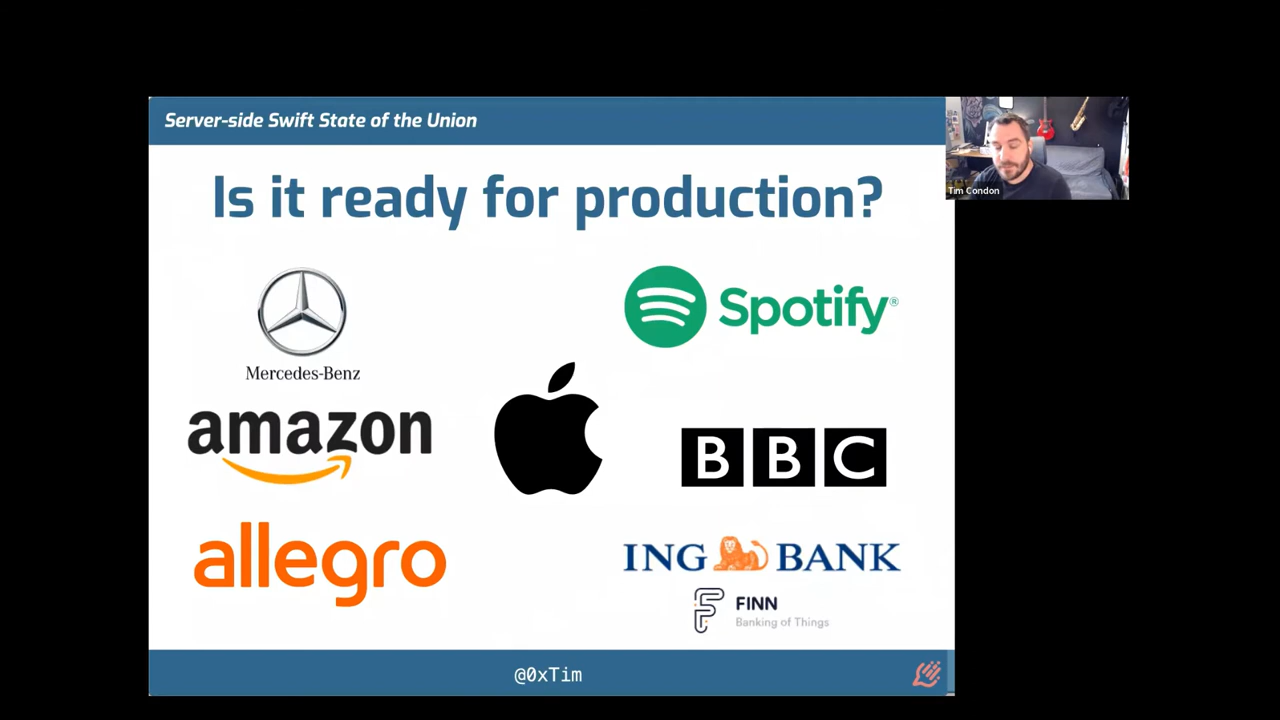 Server-side Swift State of the Union
Tim Condon
Is it ready for production?
Mercedes-Benz
Spotify®
amazon
BBC
allegro
ING BANK
FINN
Banking of Things
@0xTim